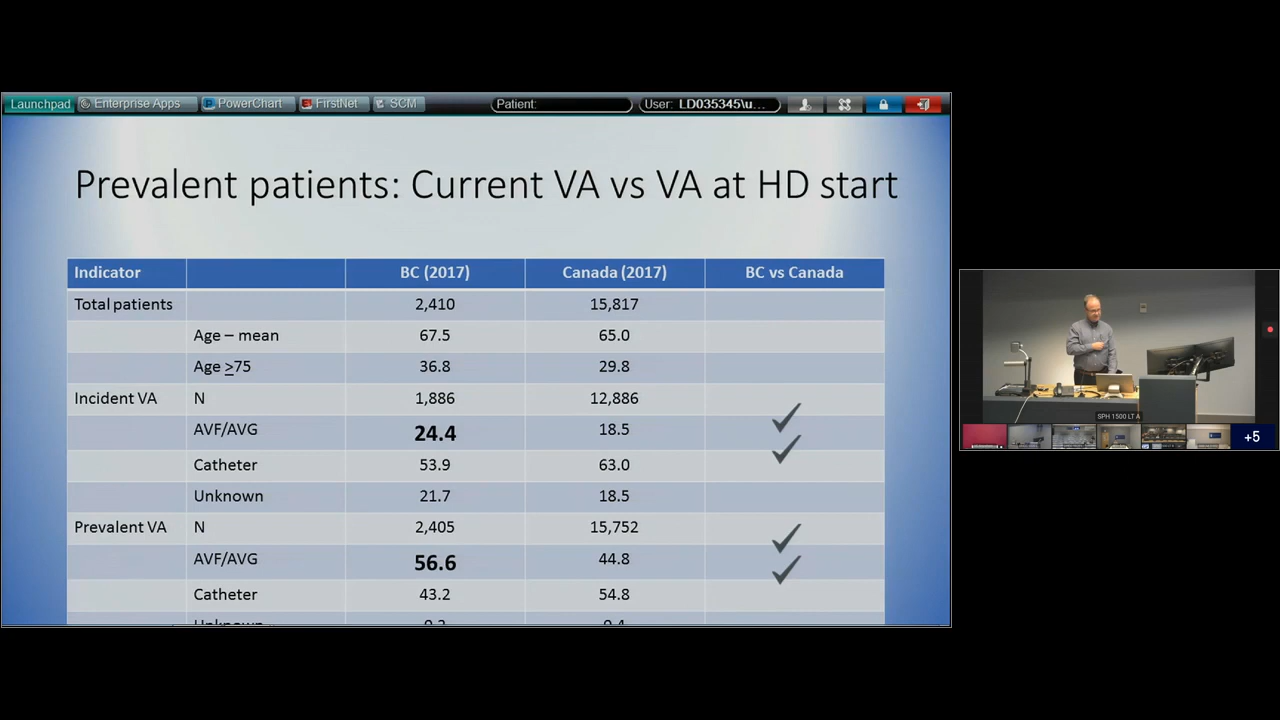 Launchpad Enterprise Apps PowerChart FirstNet SCM Patient: User: LD035345\u...
Prevalent patients: Current VA vs VA at HD start
Indicator BC (2017) Canada (2017) BC vs Canada
Total patients 2,410 15,817
Age – mean 67.5 65.0
Age >75 36.8 29.8
Incident VA N 1,886 12,886
AVF/AVG 24.4 18.5
Catheter 53.9 63.0
Unknown 21.7 18.5
Prevalent VA N 2,405 15,752
AVF/AVG 56.6 44.8
Catheter 43.2 54.8
SPH 1500 LT A
+5